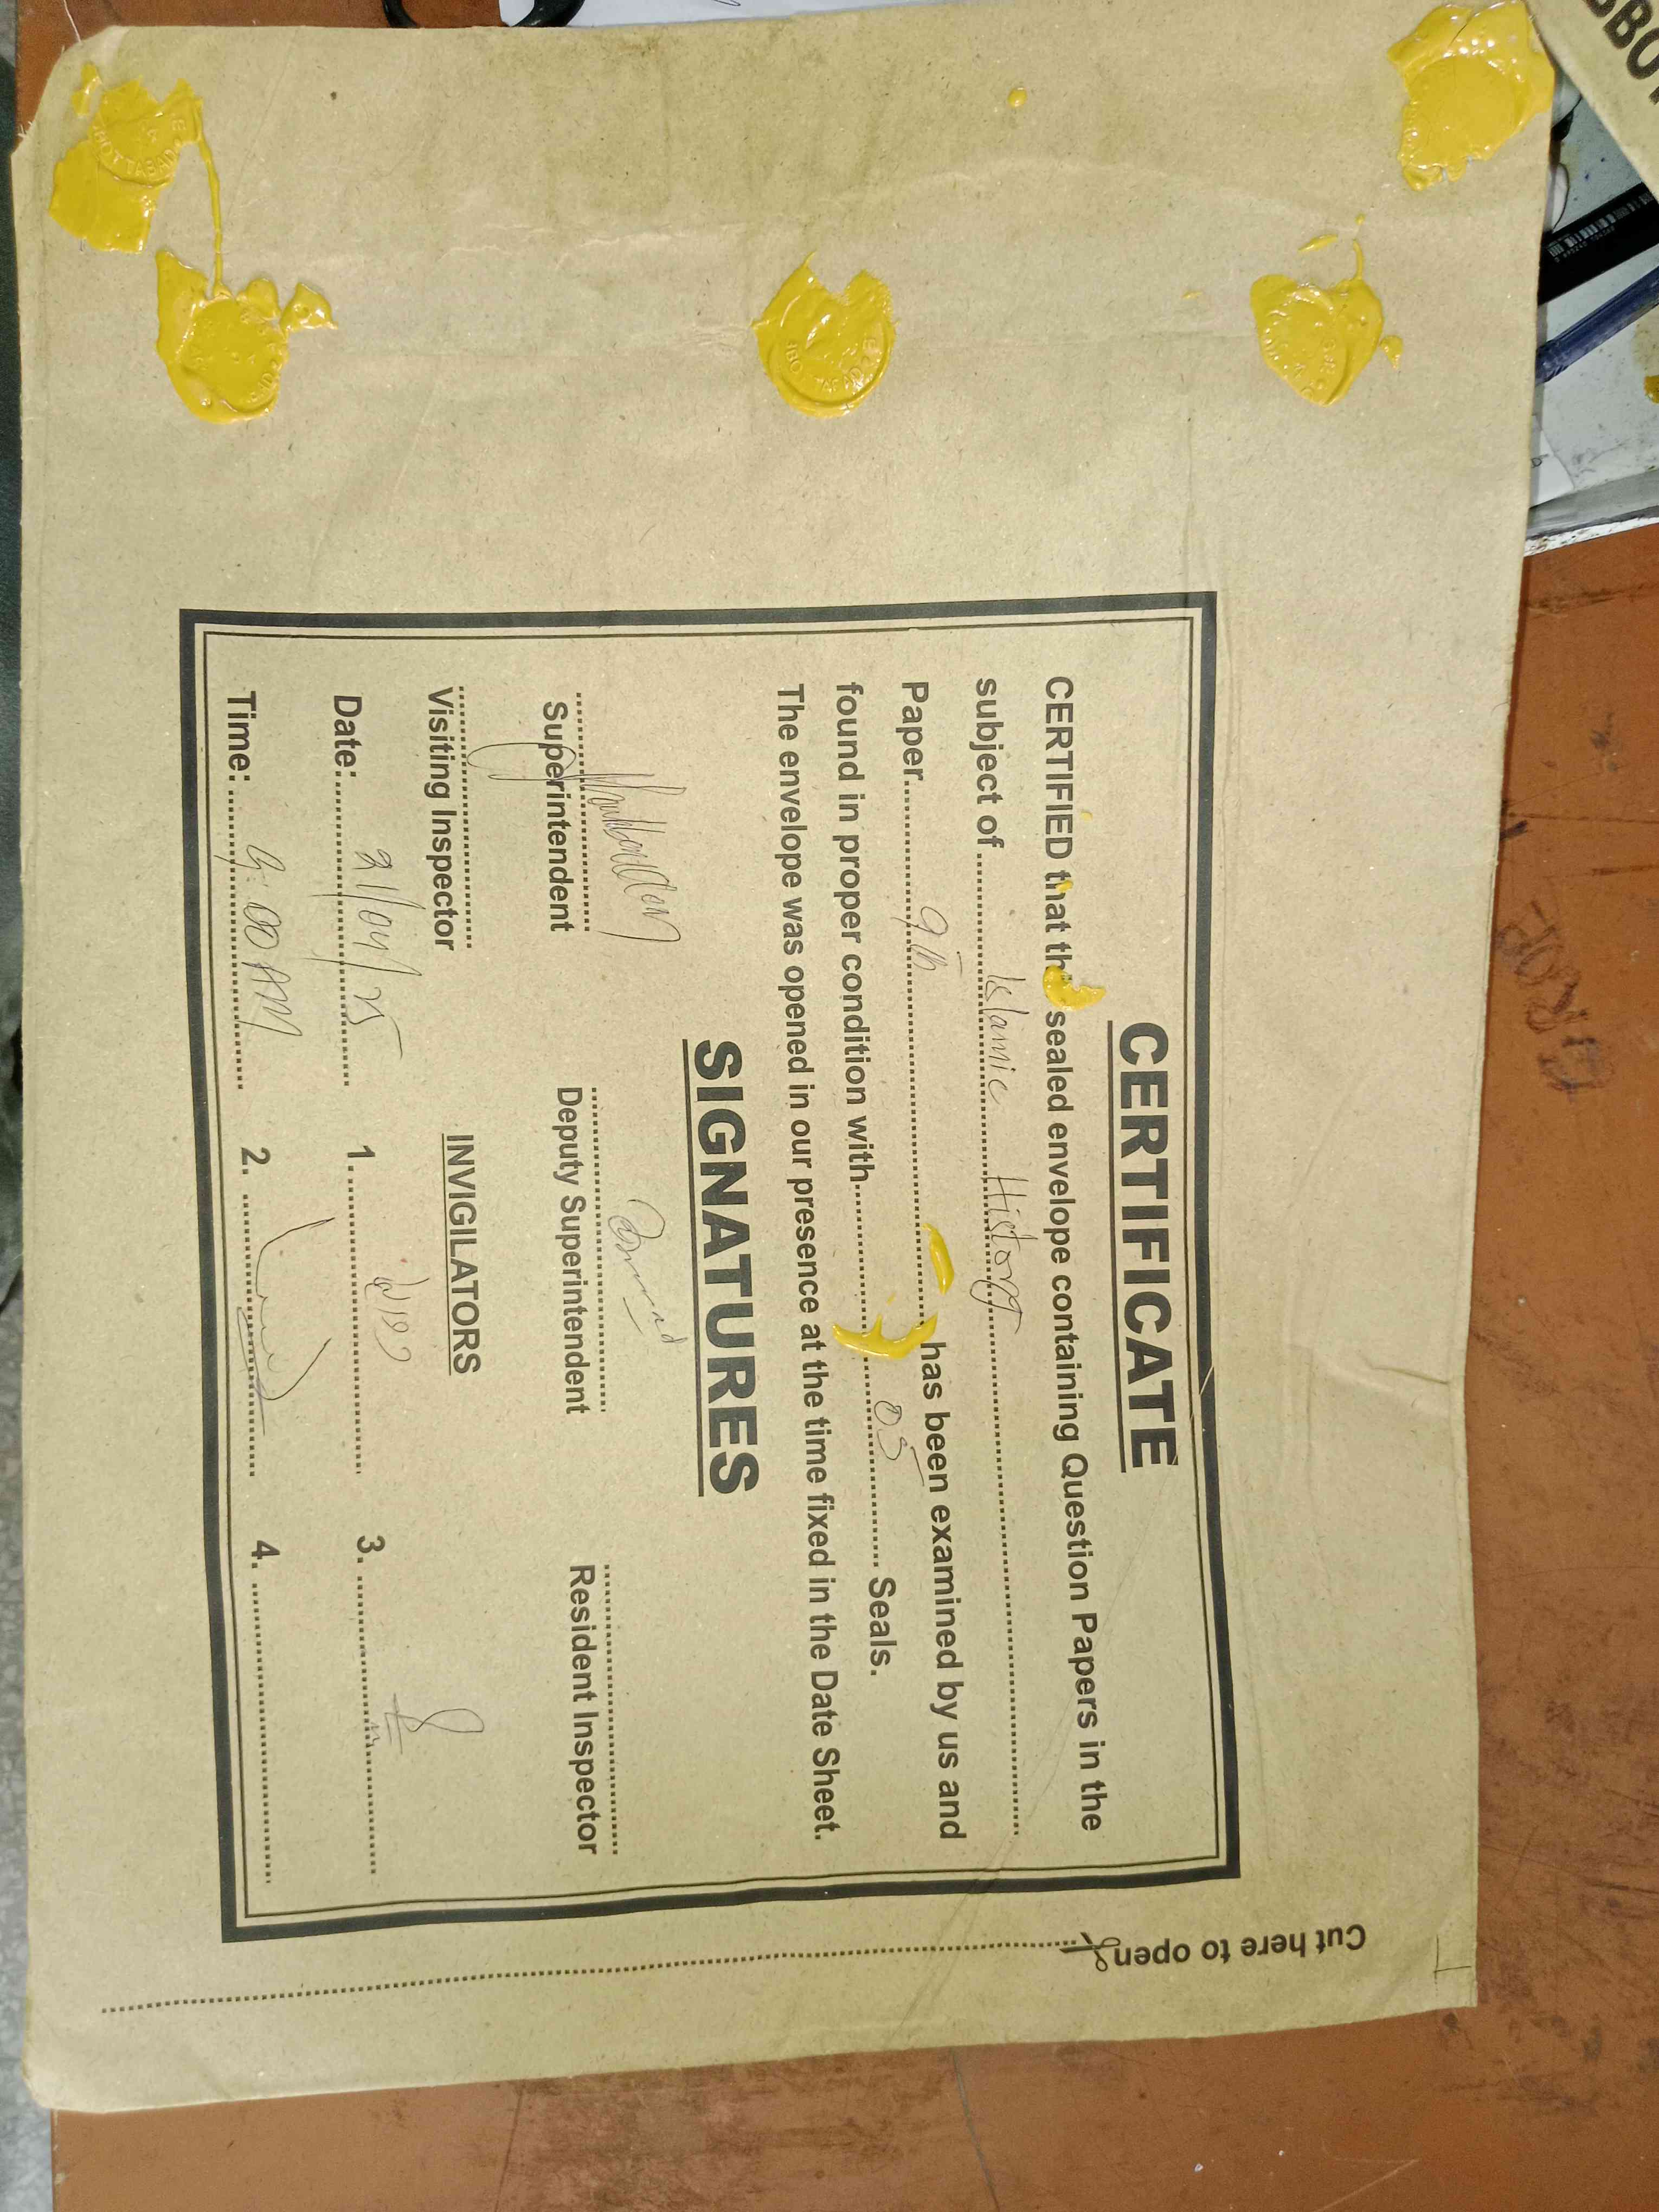 CERTIFICATE
CERTIFIED that the sealed envelope containing Question Papers in the
subject of Islamic History
Paper 9th has been examined by us and
found in proper condition with 05 Seals.
The envelope was opened in our presence at the time fixed in the Date Sheet.
SIGNATURES
Superintendent Deputy Superintendent Resident Inspector
Visiting Inspector INVIGILATORS
Date: 21/04/25 1. 3.
Time: 9:00 AM 2. 4.
Cut here to open